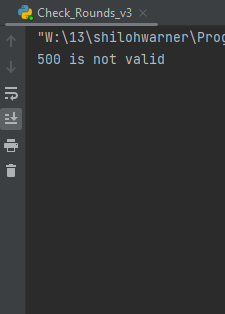 Check_Rounds_v3
"W:\13\shilohwarner\Prog
500 is not valid